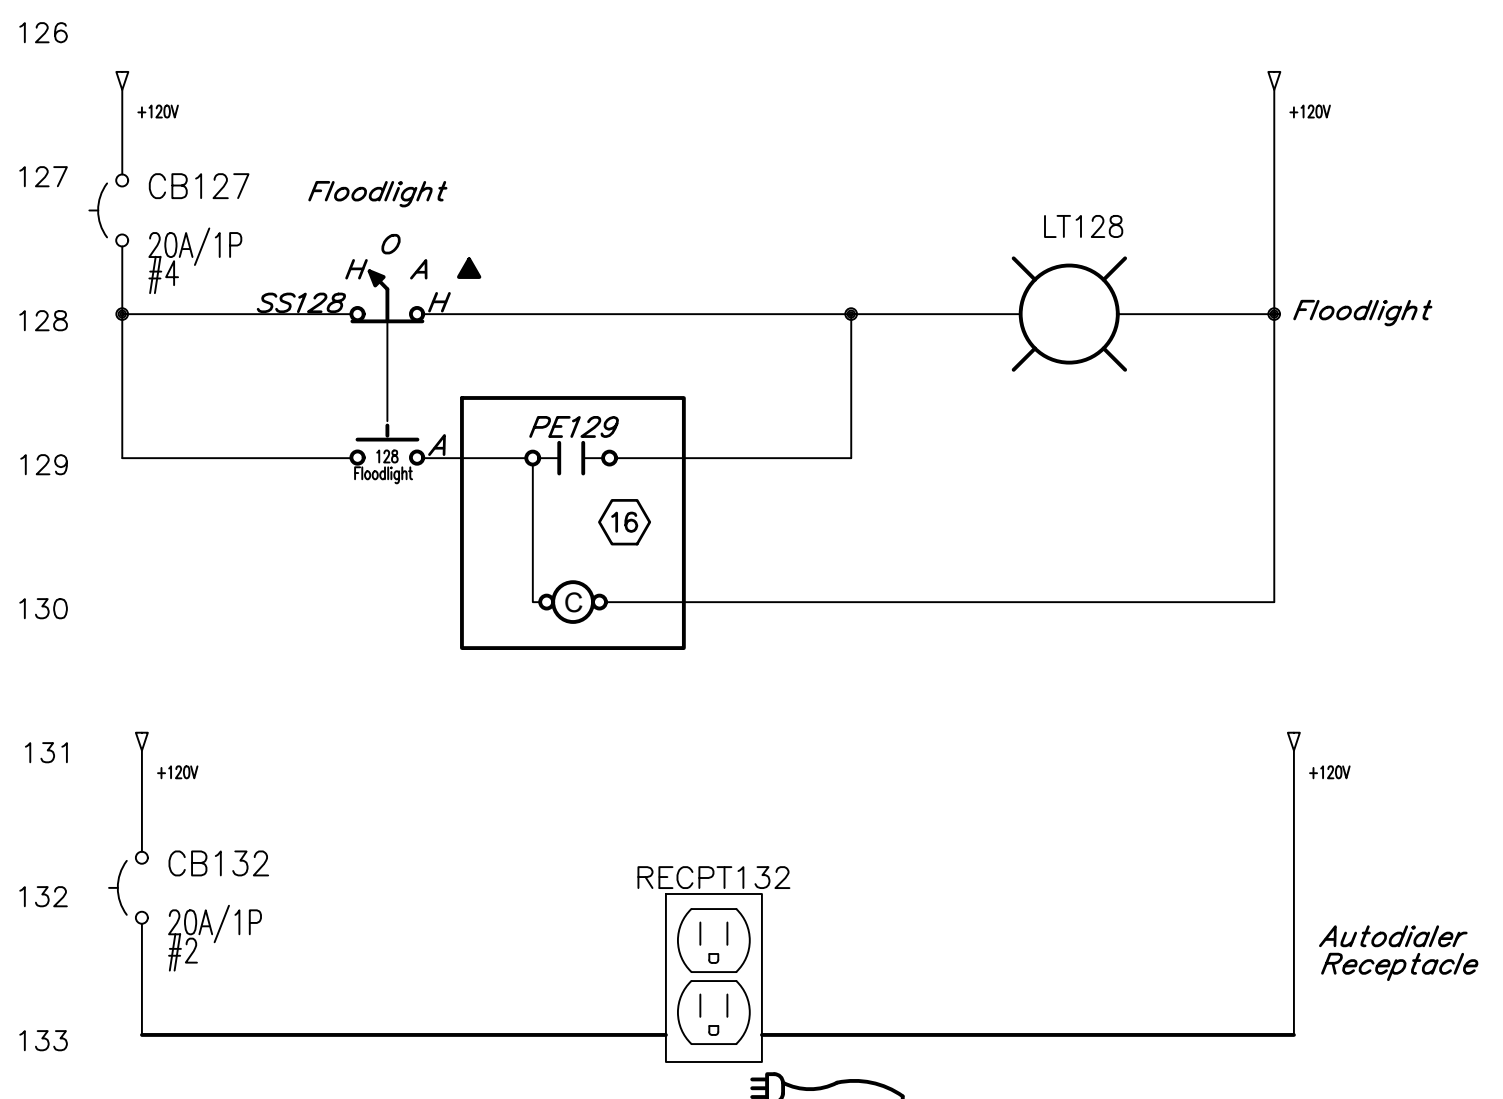 126
+120V
+120V
127
CB127
Floodlight
20A/1P
#4
O
H A
LT128
128
SS128
H
Floodlight
PE129
129
128
A
Floodlight
16
130
C
131
+120V
+120V
CB132
RECPT132
132
20A/1P
#2
Autodialer
Receptacle
133